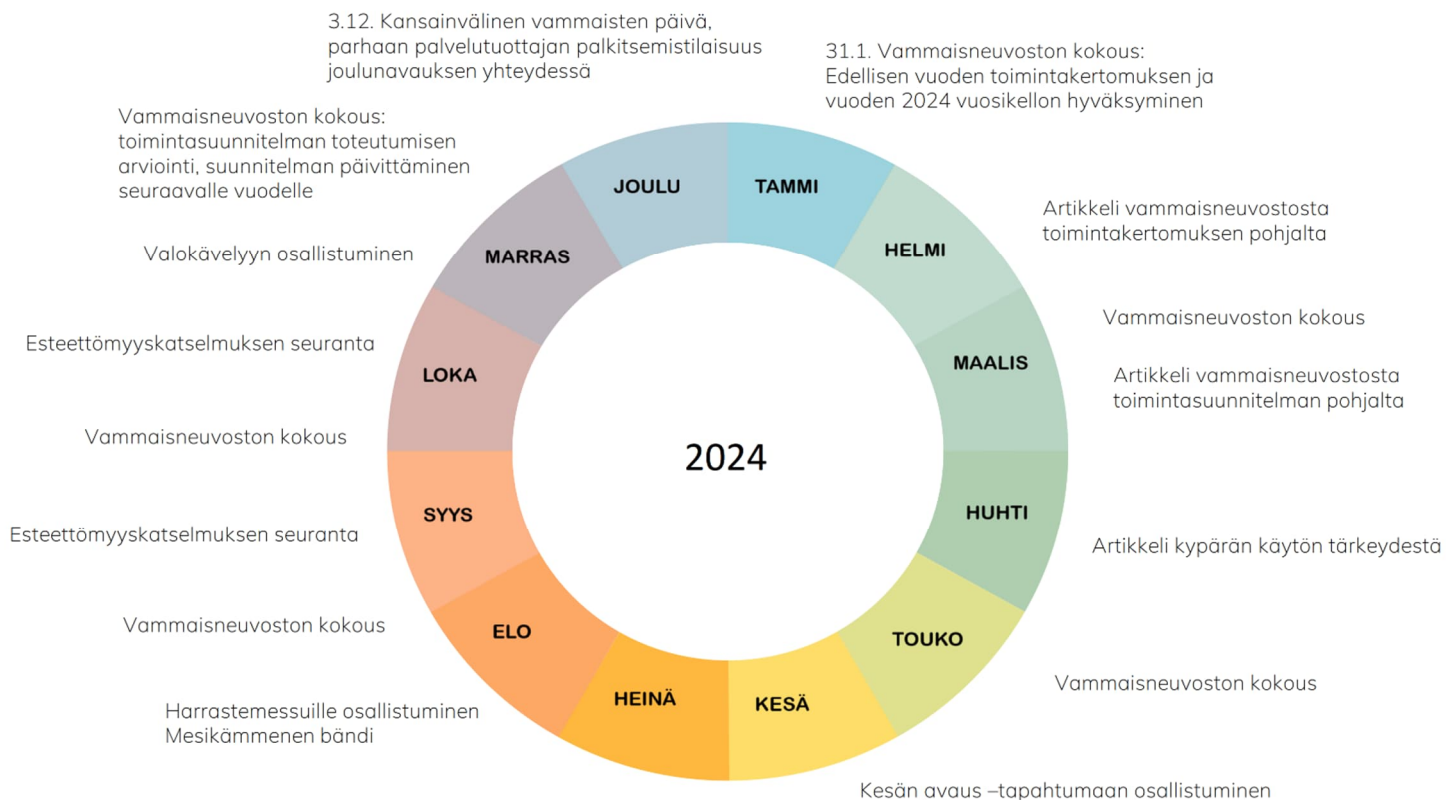 3.12. Kansainvälinen vammaisten päivä,
parhaan palvelutuottajan palkitsemistilaisuus
joulunavauksen yhteydessä
31.1. Vammaisneuvoston kokous:
Edellisen vuoden toimintakertomuksen ja
vuoden 2024 vuosikellon hyväksyminen
Vammaisneuvoston kokous:
toimintasuunnitelman toteutumisen
arviointi, suunnitelman päivittäminen
seuraavalle vuodelle
JOULU
TAMMI
Artikkeli vammaisneuvostosta
toimintakertomuksen pohjalta
Valokävelyyn osallistuminen
MARRAS
HELMI
Vammaisneuvoston kokous
Esteettömyyskatselmuksen seuranta
LOKA
MAALIS
Artikkeli vammaisneuvostosta
toimintasuunnitelman pohjalta
Vammaisneuvoston kokous
2024
SYYS
HUHTI
Esteettömyyskatselmuksen seuranta
Artikkeli kypärän käytön tärkeydestä
Vammaisneuvoston kokous
ELO
TOUKO
Vammaisneuvoston kokous
HEINÄ
KESÄ
Harrastemessuille osallistuminen
Mesikämmenen bändi
Kesän avaus –tapahtumaan osallistuminen